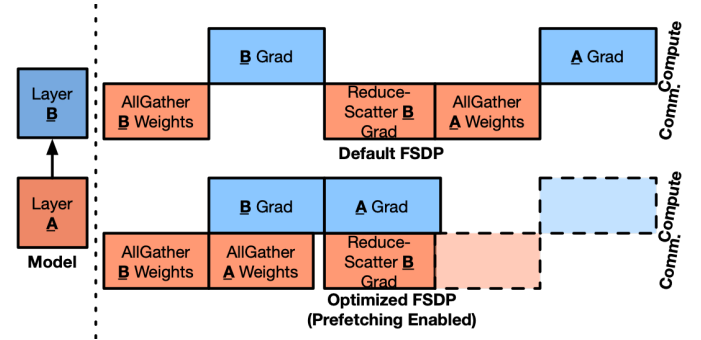 Layer
B
Layer
A
Model
B Grad
A Grad
Compute
AllGather
B Weights
Reduce-
Scatter B
Grad
AllGather
A Weights
Comm.
Default FSDP
B Grad
A Grad
Compute
AllGather
B Weights
AllGather
A Weights
Reduce-
Scatter B
Grad
Comm.
Optimized FSDP
(Prefetching Enabled)